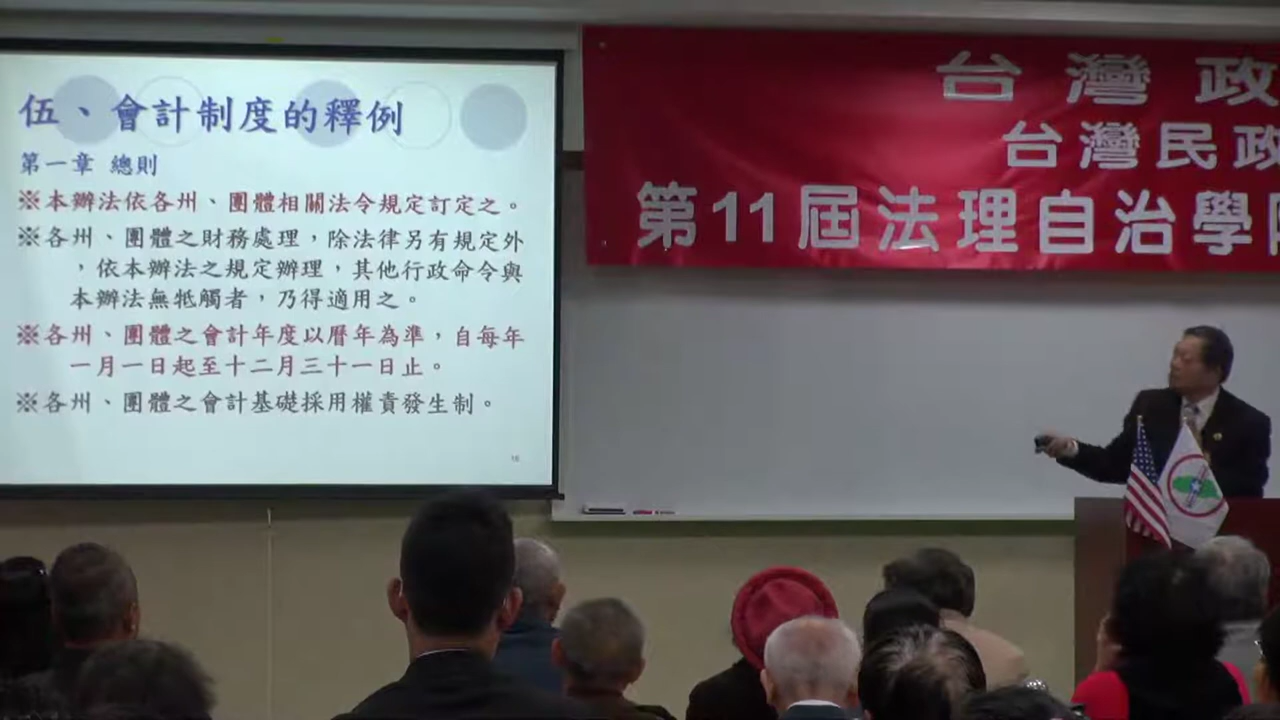 伍、會計制度的釋例
第一章 總則
※本辦法依各州、團體相關法令規定訂定之。
※各州、團體之財務處理，除法律另有規定外
，依本辦法之規定辦理，其他行政命令與
本辦法無牴觸者，乃得適用之。
※各州、團體之會計年度以曆年為準，自每年
一月一日起至十二月三十一日止。
※各州、團體之會計基礎採用權責發生制。
台灣政
台灣民政
第11屆法理自治學